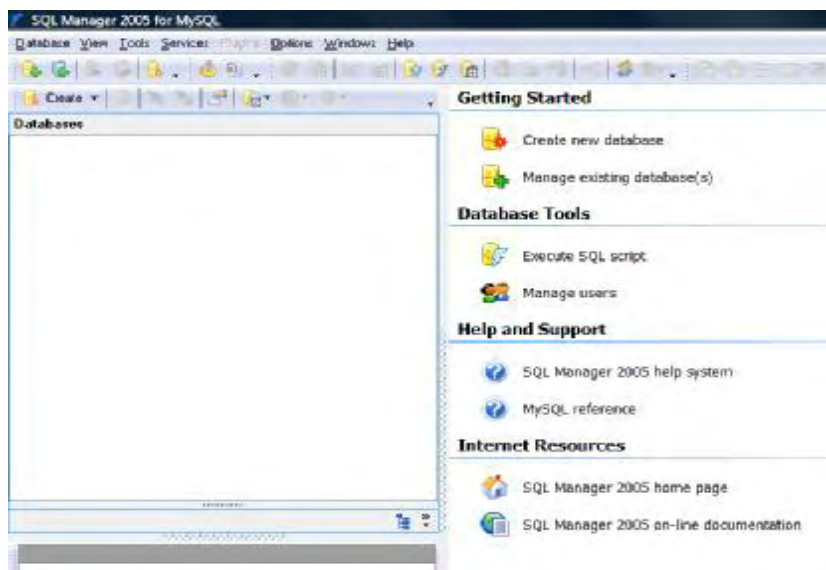 SQL Manager 2005 for MySQL
Database View Tools Services Plugins Options Windows Help
Create
Databases
Getting Started
Create new database
Manage existing database(s)
Database Tools
Execute SQL script
Manage users
Help and Support
SQL Manager 2005 help system
MySQL reference
Internet Resources
SQL Manager 2005 home page
SQL Manager 2005 on-line documentation